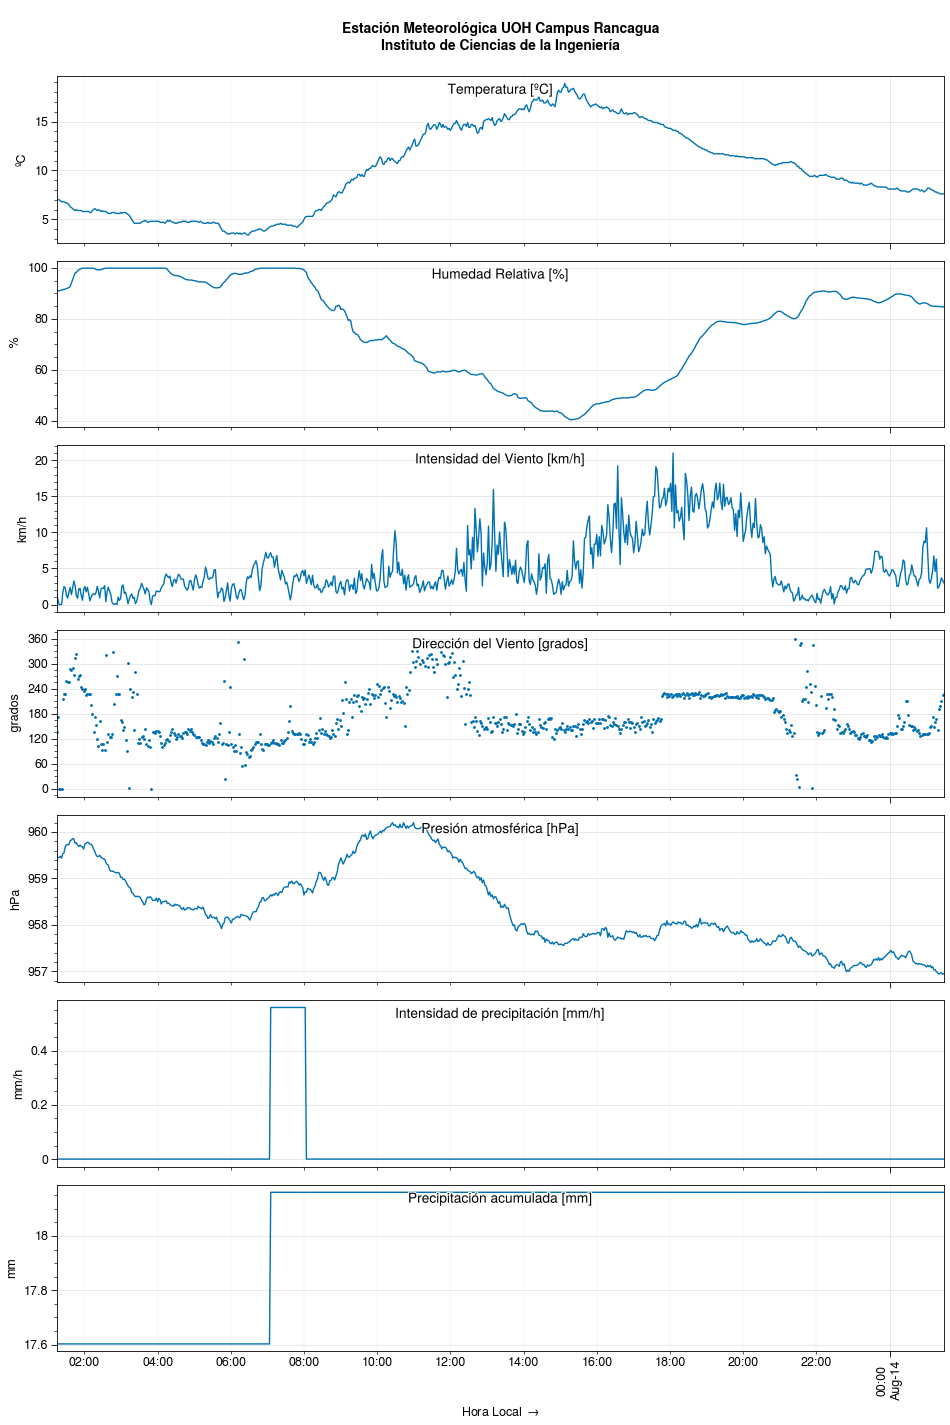 Estación Meteorológica UOH Campus Rancagua
Instituto de Ciencias de la Ingeniería
Temperatura [ºC]
ºC
15
10
5
Humedad Relativa [%]
%
100
80
60
40
Intensidad del Viento [km/h]
km/h
20
15
10
5
0
Dirección del Viento [grados]
grados
360
300
240
180
120
60
0
Presión atmosférica [hPa]
hPa
960
959
958
957
Intensidad de precipitación [mm/h]
mm/h
0.4
0.2
0
Precipitación acumulada [mm]
mm
18
17.8
17.6
02:00 04:00 06:00 08:00 10:00 12:00 14:00 16:00 18:00 20:00 22:00 00:00
Aug-14
Hora Local →